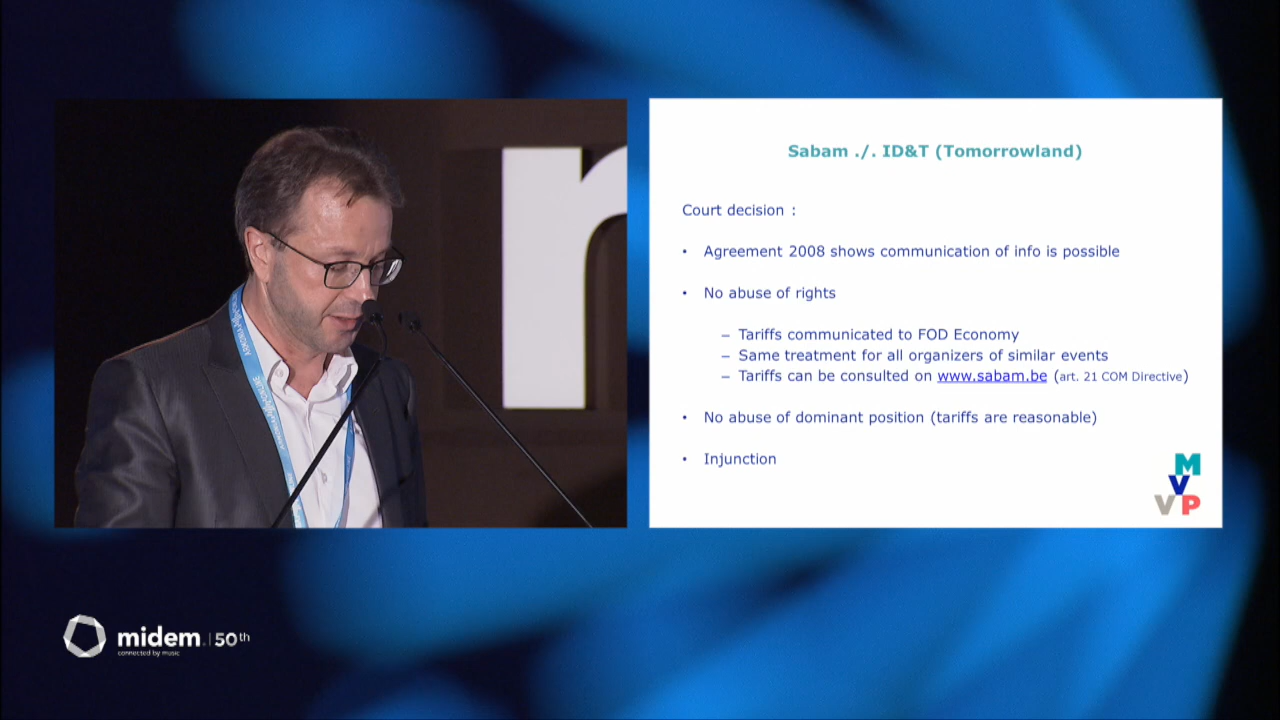 Sabam ./. ID&T (Tomorrowland)
Court decision :
• Agreement 2008 shows communication of info is possible
• No abuse of rights
– Tariffs communicated to FOD Economy
– Same treatment for all organizers of similar events
– Tariffs can be consulted on www.sabam.be (art. 21 COM Directive)
• No abuse of dominant position (tariffs are reasonable)
• Injunction
M
V
V P
midem. | 50th
connected by music